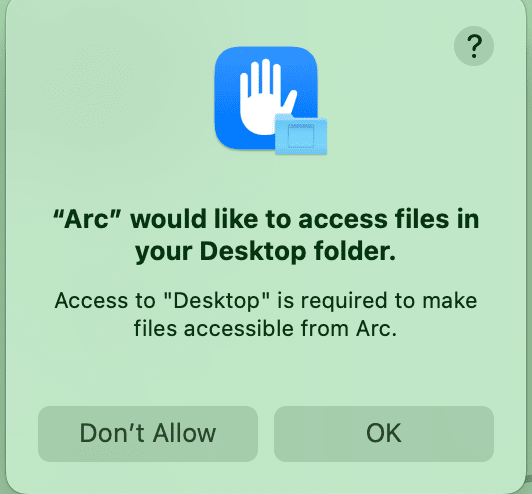 ?
“Arc” would like to access files in
your Desktop folder.
Access to "Desktop" is required to make
files accessible from Arc.
Don’t Allow
OK